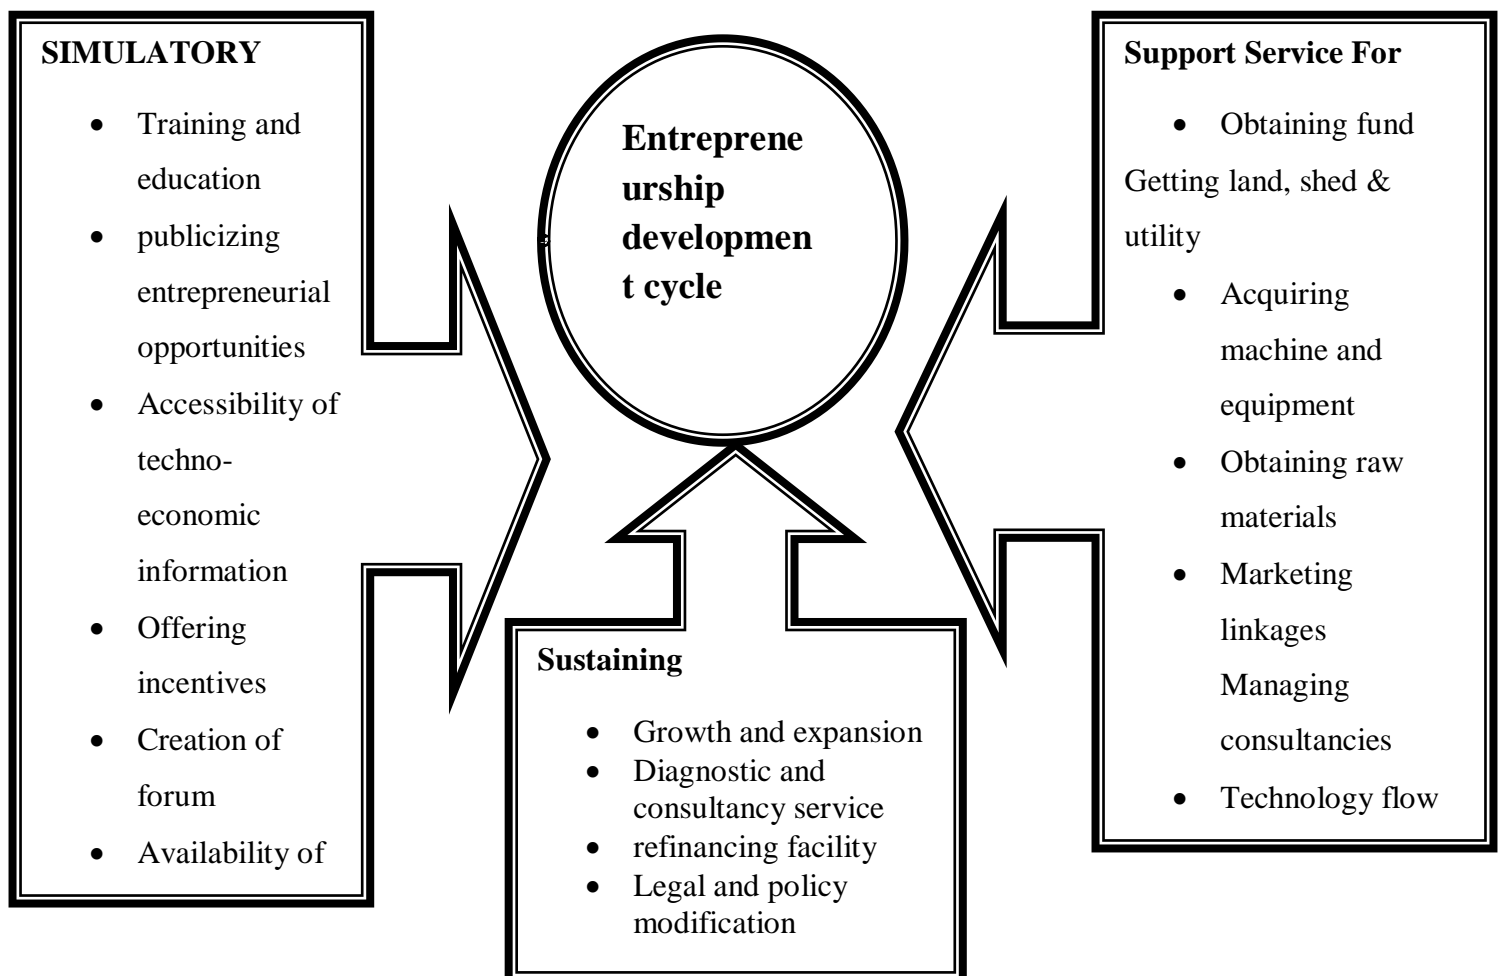 SIMULATORY
• Training and
education
• publicizing
entrepreneurial
opportunities
• Accessibility of
techno-
economic
information
• Offering
incentives
• Creation of
forum
• Availability of
Entreprene
urship
developmen
t cycle
Support Service For
• Obtaining fund
Getting land, shed &
utility
• Acquiring
machine and
equipment
• Obtaining raw
materials
• Marketing
linkages
Managing
consultancies
• Technology flow
Sustaining
• Growth and expansion
• Diagnostic and
consultancy service
• refinancing facility
• Legal and policy
modification